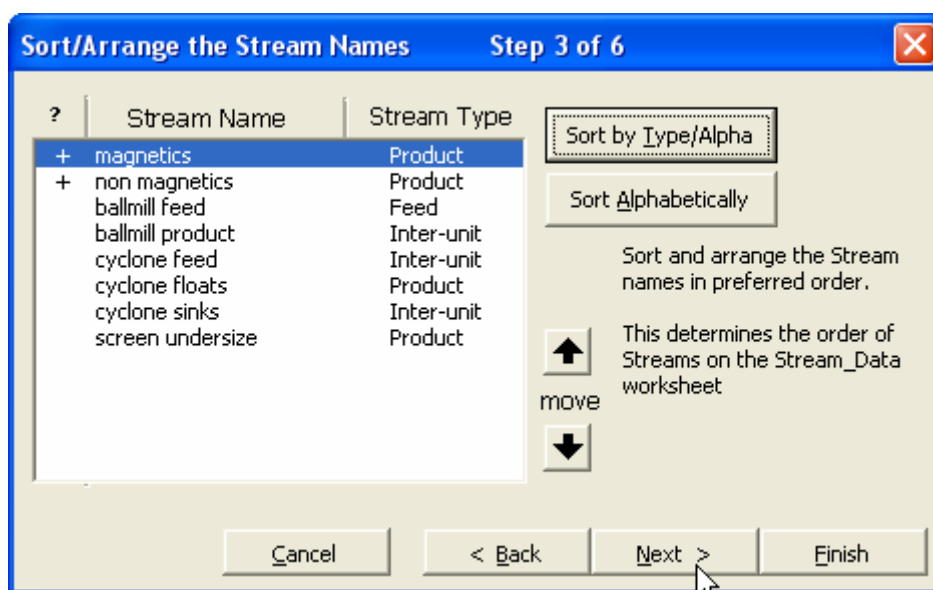 Sort/Arrange the Stream Names Step 3 of 6
? Stream Name Stream Type
+ magnetics Product
+ non magnetics Product
ballmill feed Feed
ballmill product Inter-unit
cyclone feed Inter-unit
cyclone floats Product
cyclone sinks Inter-unit
screen undersize Product
Sort by Type/Alpha
Sort Alphabetically
Sort and arrange the Stream
names in preferred order.
This determines the order of
Streams on the Stream_Data
worksheet
move
Cancel
< Back
Next >
Finish